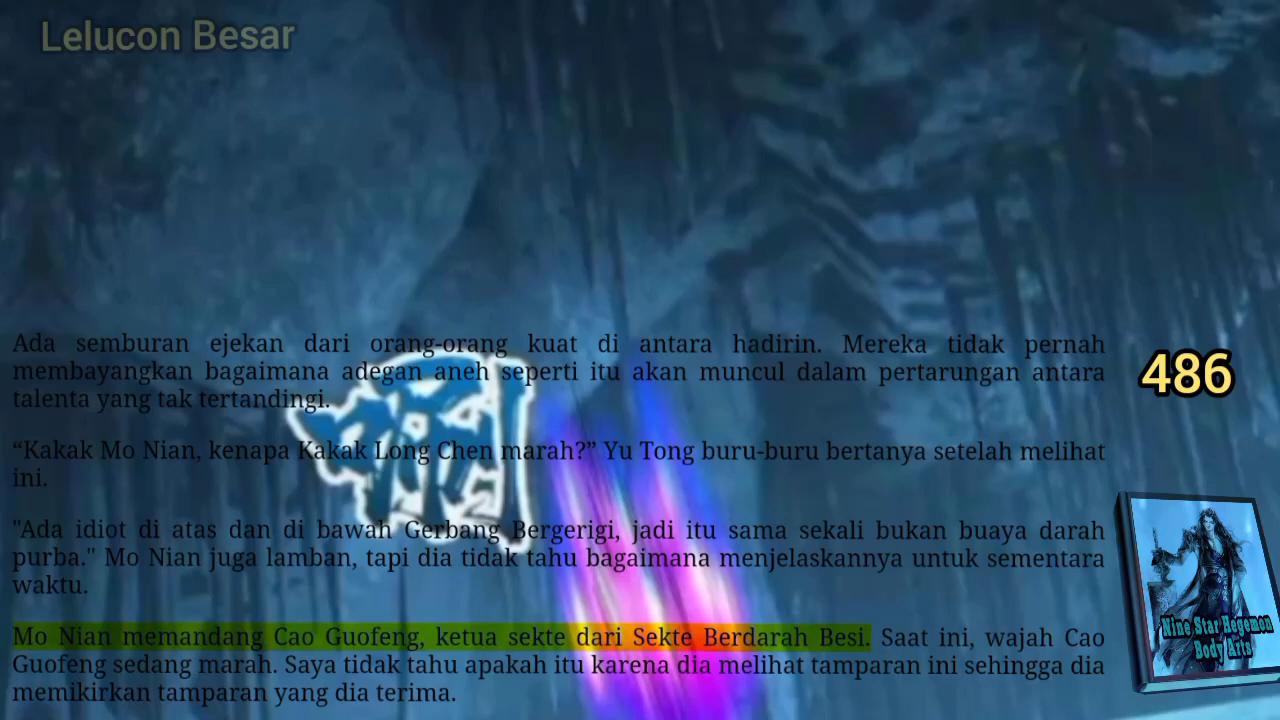 Lelucon Besar
Ada semburan ejekan dari orang-orang kuat di antara hadirin. Mereka tidak pernah
membayangkan bagaimana adegan aneh seperti itu akan muncul dalam pertarungan antara
talenta yang tak tertandingi.
“Kakak Mo Nian, kenapa Kakak Long Chen marah?” Yu Tong buru-buru bertanya setelah melihat
ini.
"Ada idiot di atas dan di bawah Gerbang Bergerigi, jadi itu sama sekali bukan buaya darah
purba." Mo Nian juga lamban, tapi dia tidak tahu bagaimana menjelaskannya untuk sementara
waktu.
Mo Nian memandang Cao Guofeng, ketua sekte dari Sekte Berdarah Besi. Saat ini, wajah Cao
Guofeng sedang marah. Saya tidak tahu apakah itu karena dia melihat tamparan ini sehingga dia
memikirkan tamparan yang dia terima.
486
Nine Star Hegemon
Body Arts